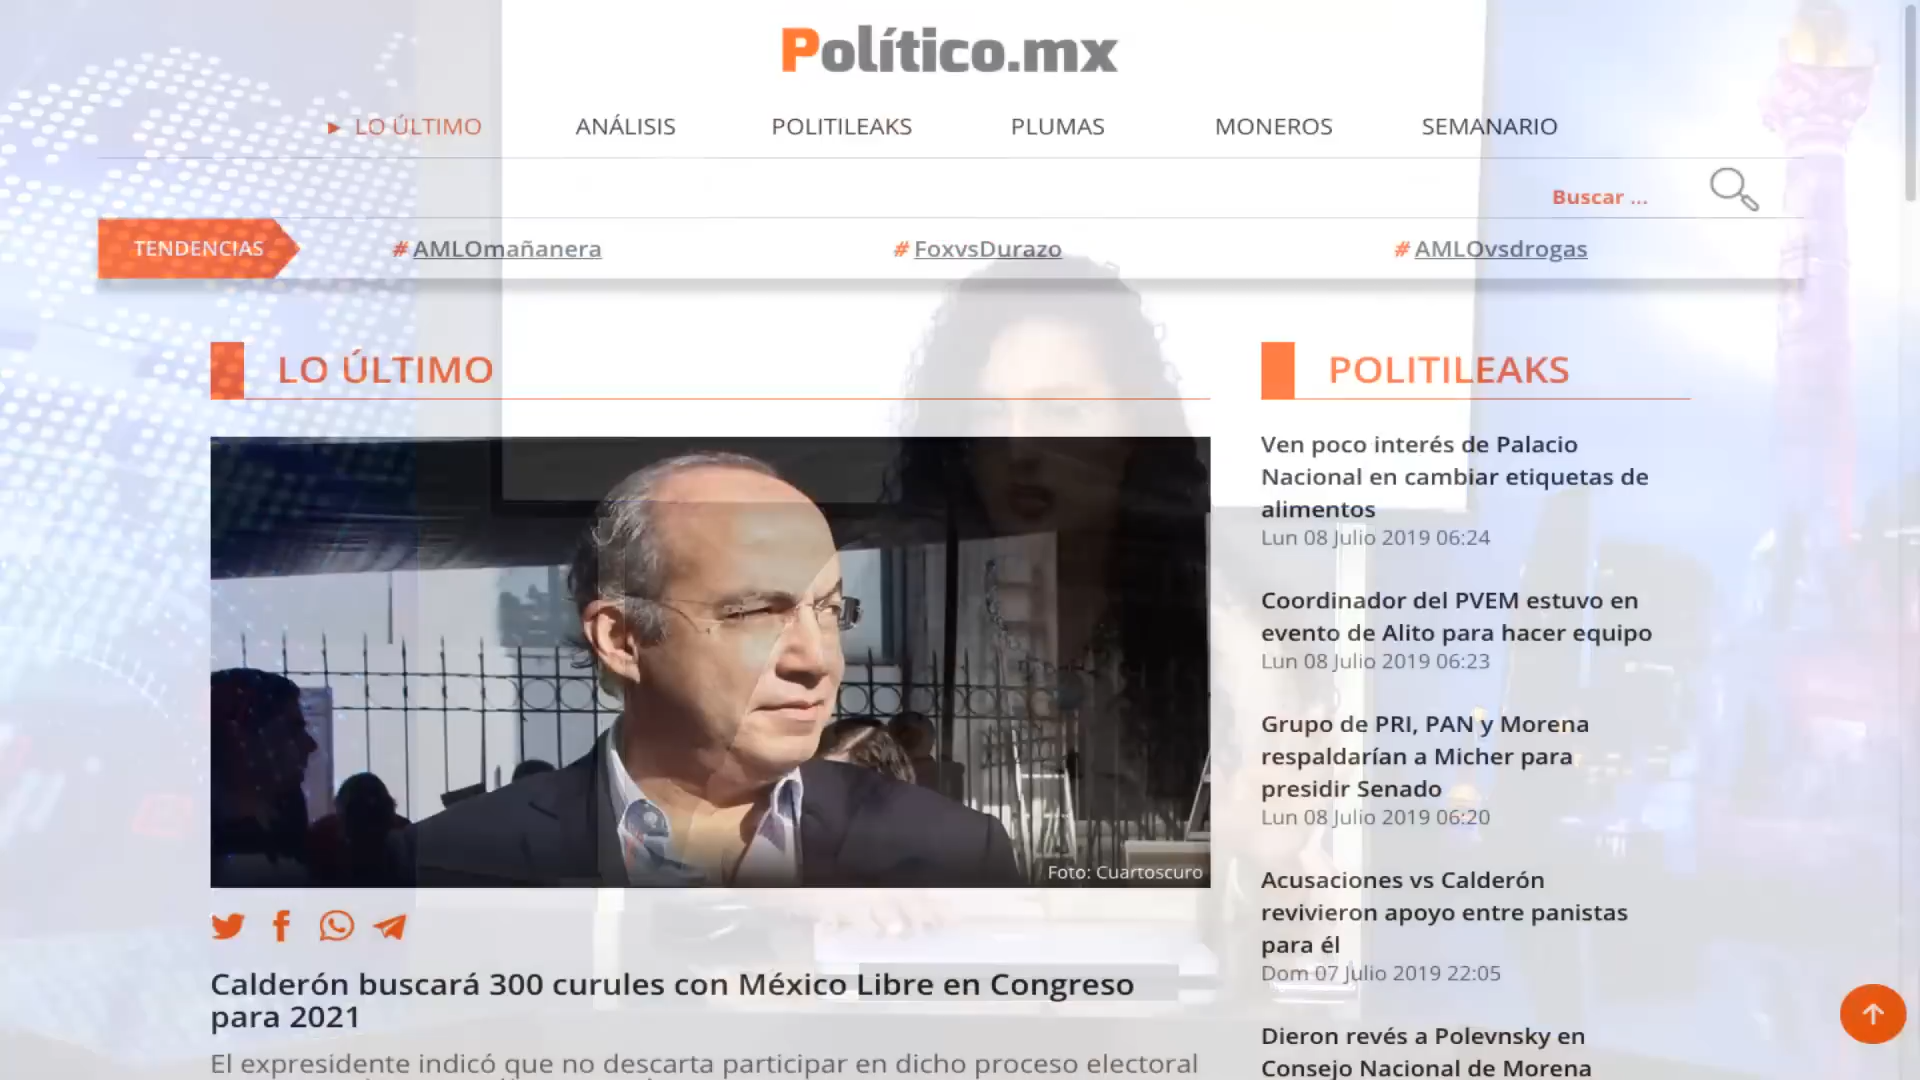 Político.mx
► LO ÚLTIMO
ANÁLISIS
POLITILEAKS
PLUMAS
MONEROS
SEMANARIO
Buscar ...
TENDENCIAS
#AMLOmañanera
#FoxvsDurazo
#AMLOvsdrogas
LO ÚLTIMO
Foto: Cuartoscuro
Calderón buscará 300 curules con México Libre en Congreso
para 2021
El expresidente indicó que no descarta participar en dicho proceso electoral
POLITILEAKS
Ven poco interés de Palacio
Nacional en cambiar etiquetas de
alimentos
Lun 08 Julio 2019 06:24
Coordinador del PVEM estuvo en
evento de Alito para hacer equipo
Lun 08 Julio 2019 06:23
Grupo de PRI, PAN y Morena
respaldarían a Micher para
presidir Senado
Lun 08 Julio 2019 06:20
Acusaciones vs Calderón
revivieron apoyo entre panistas
para él
Dom 07 Julio 2019 22:05
Dieron revés a Polevnsky en
Consejo Nacional de Morena